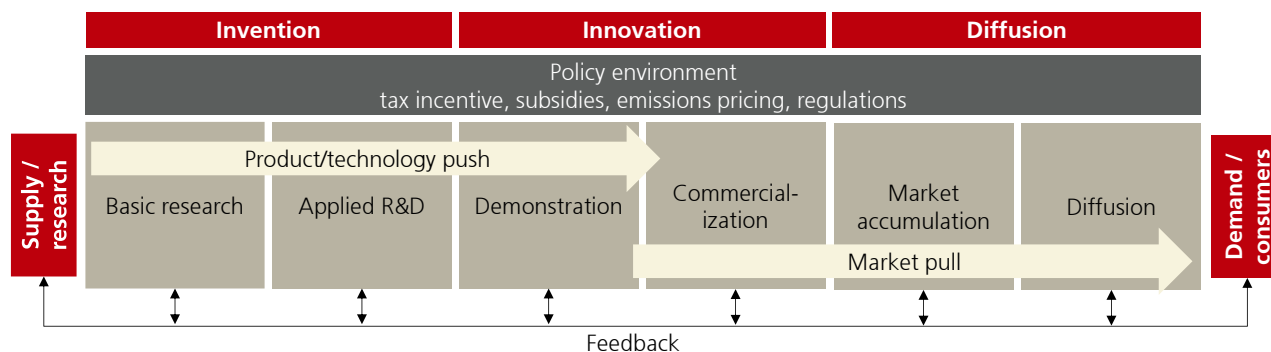 Invention
Innovation
Diffusion
Policy environment
tax incentive, subsidies, emissions pricing, regulations
Supply /
research
Product/technology push
Basic research
Applied R&D
Demonstration
Commercial-
ization
Market
accumulation
Diffusion
Market pull
Demand /
consumers
Feedback